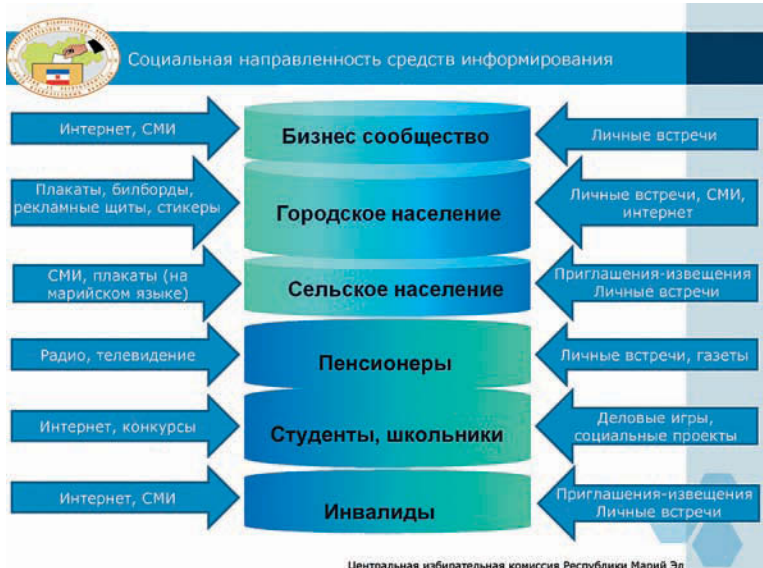 Социальная направленность средств информирования
Интернет, СМИ
Бизнес сообщество
Личные встречи
Плакаты, билборды,
рекламные щиты, стикеры
Городское население
Личные встречи, СМИ,
интернет
СМИ, плакаты (на
марийском языке)
Сельское население
Приглашения-извещения
Личные встречи
Радио, телевидение
Пенсионеры
Личные встречи, газеты
Интернет, конкурсы
Студенты, школьники
Деловые игры,
социальные проекты
Интернет, СМИ
Инвалиды
Приглашения-извещения
Личные встречи
Центральная избирательная комиссия Республики Марий Эл